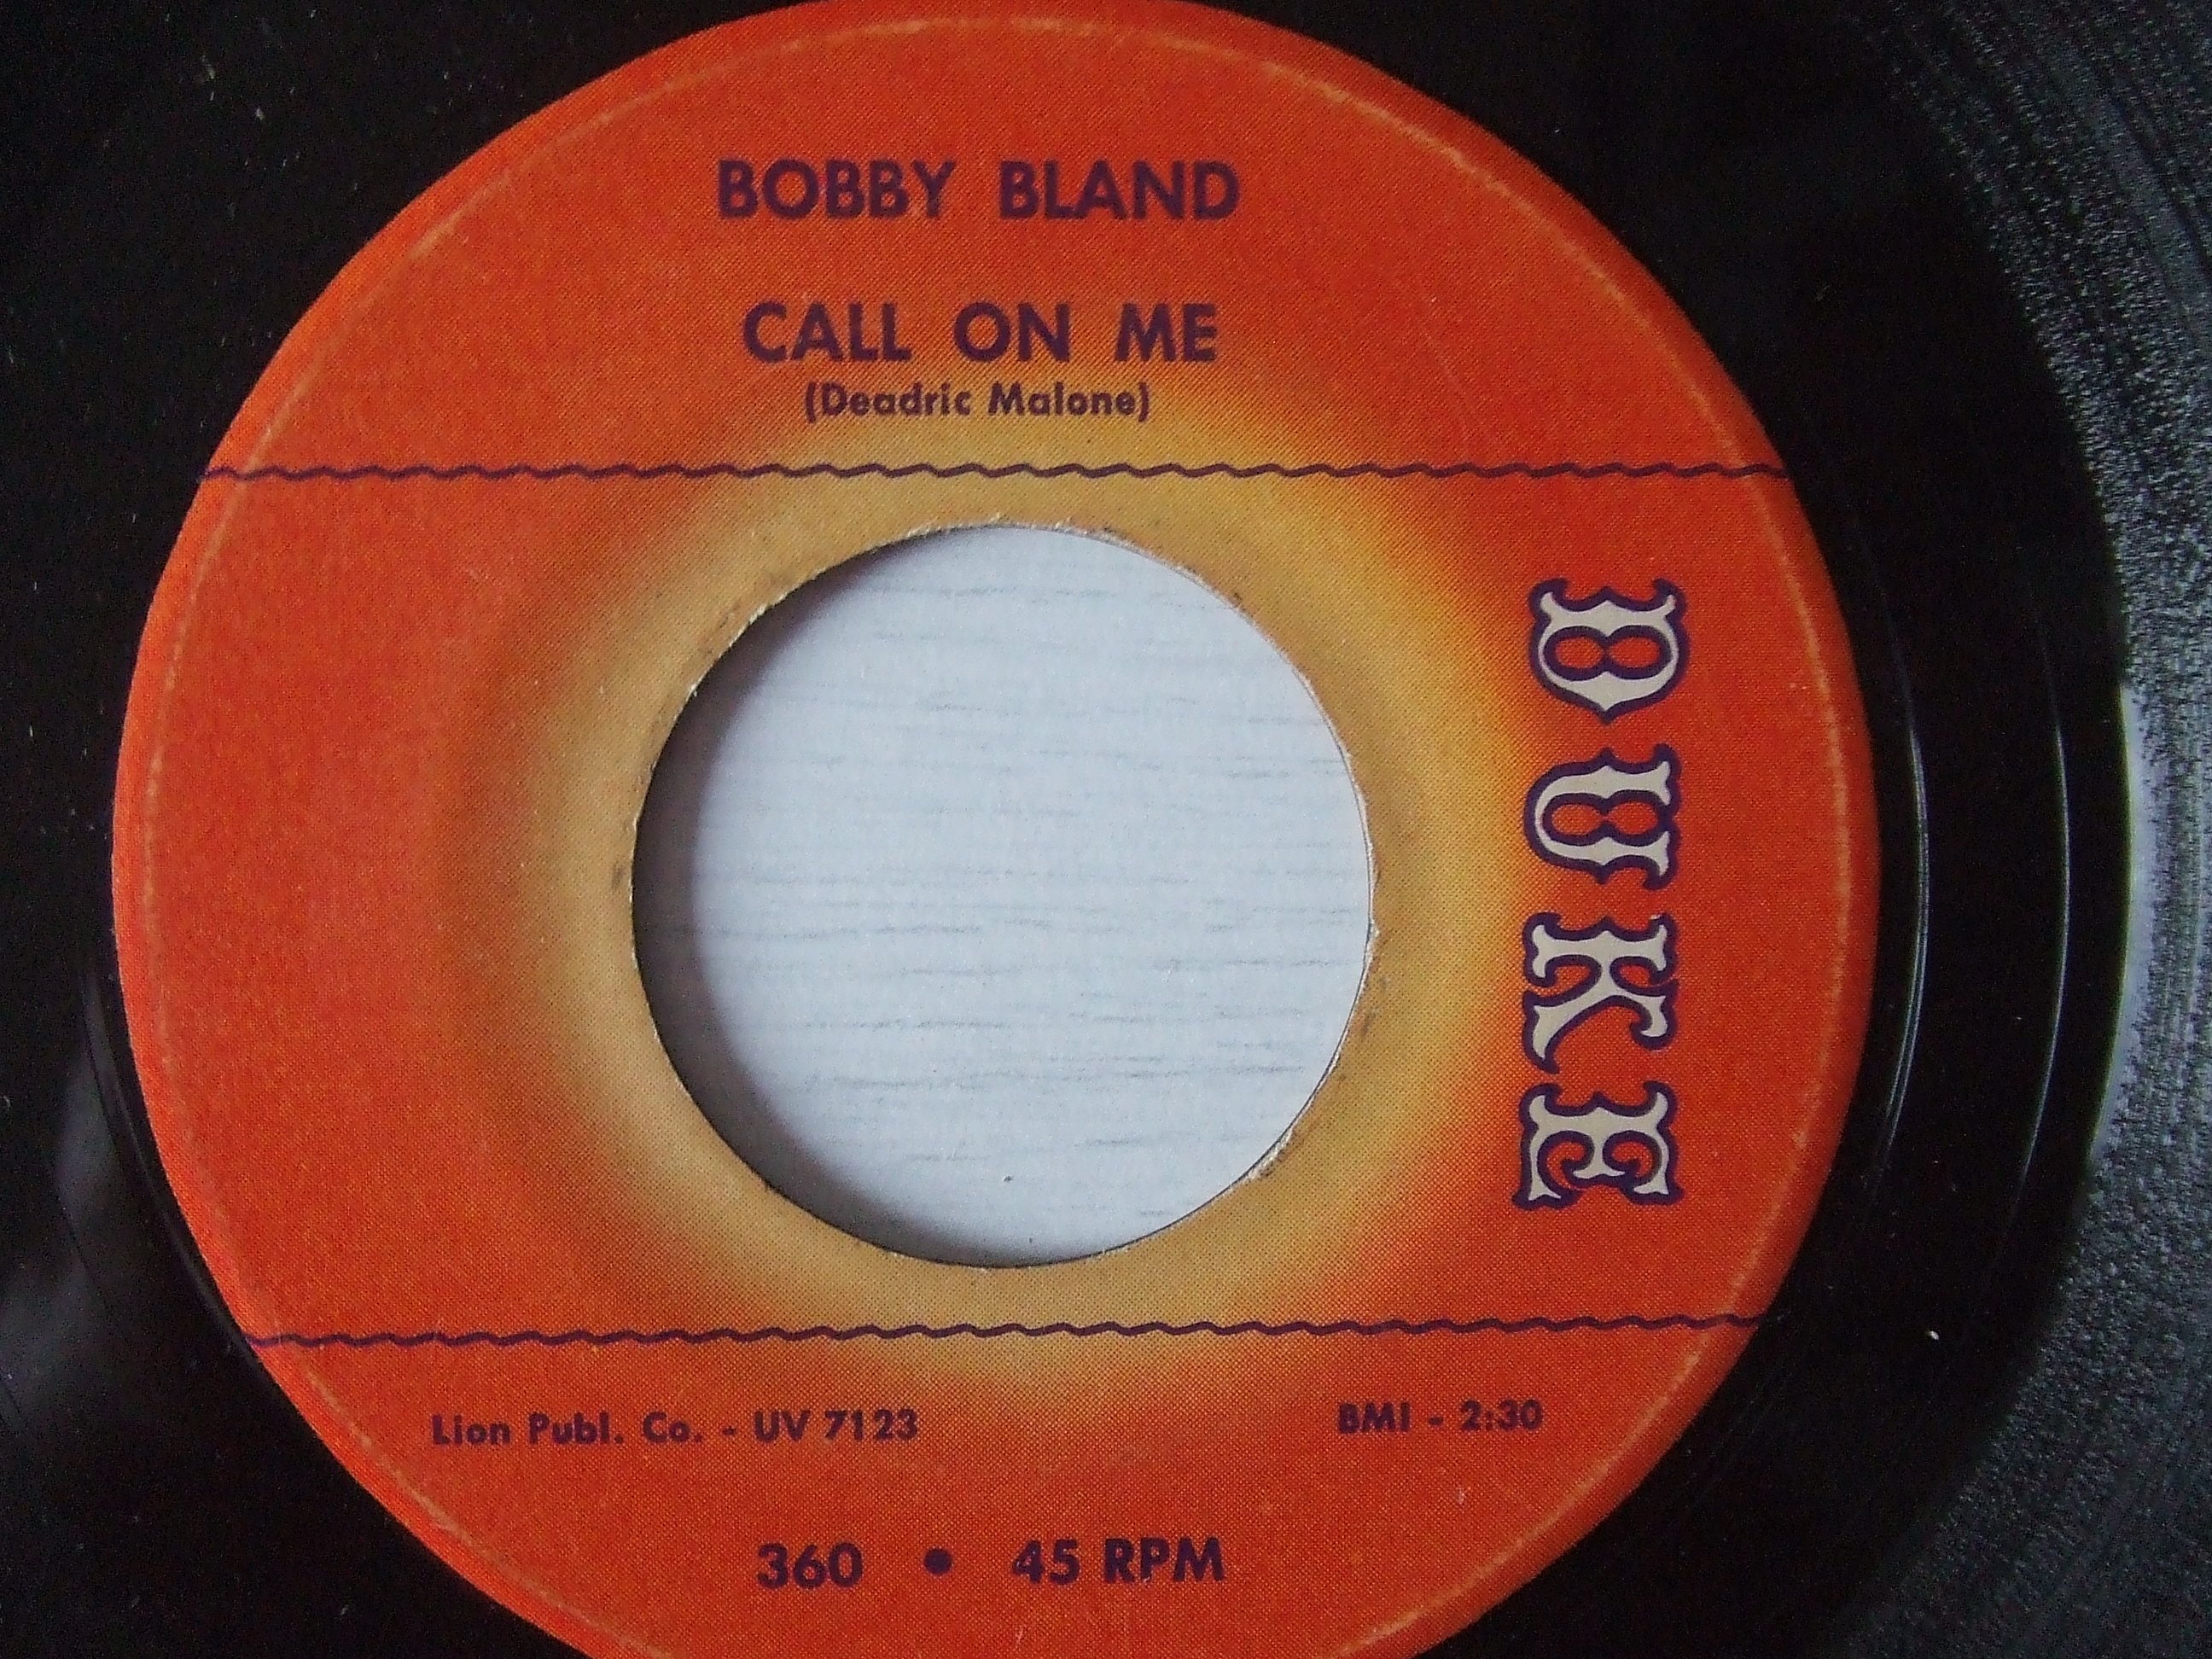 BOBBY BLAND
CALL ON ME
(Deadric Malone)
DUKE
Lion Publ. Co. - UV 7123
BMI - 2:30
360 • 45 RPM